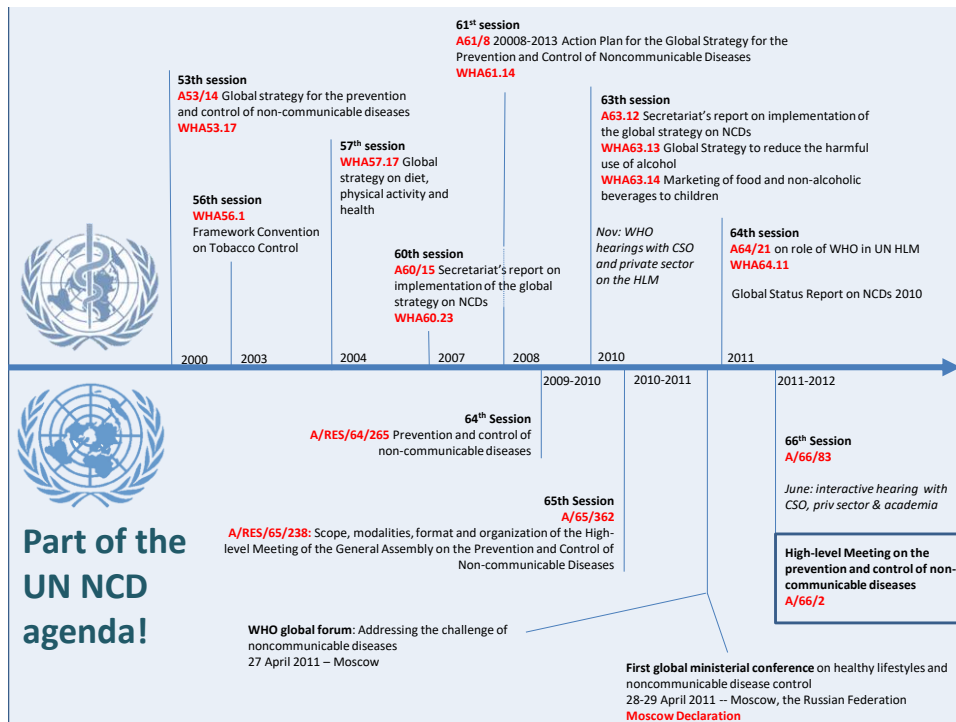 61st session
A61/8 20008-2013 Action Plan for the Global Strategy for the
Prevention and Control of Noncommunicable Diseases
WHA61.14
53th session
A53/14 Global strategy for the prevention
and control of non-communicable diseases
WHA53.17
63th session
A63.12 Secretariat's report on implementation of
the global strategy on NCDs
WHA63.13 Global Strategy to reduce the harmful
use of alcohol
WHA63.14 Marketing of food and non-alcoholic
beverages to children
57th session
WHA57.17 Global
strategy on diet,
physical activity and
health
56th session
WHA56.1
Framework Convention
on Tobacco Control
60th session
A60/15 Secretariat's report on
implementation of the global
strategy on NCDs
WHA60.23
Nov: WHO
hearings with CSO
and private sector
on the HLM
64th session
A64/21 on role of WHO in UN HLM
WHA64.11
Global Status Report on NCDs 2010
2000
2003
2004
2007
2008
2010
2011
2009-2010
2010-2011
2011-2012
64th Session
A/RES/64/265 Prevention and control of
non-communicable diseases
66th Session
A/66/83
June: interactive hearing with
CSO, priv sector & academia
65th Session
A/65/362
A/RES/65/238: Scope, modalities, format and organization of the High-
level Meeting of the General Assembly on the Prevention and Control of
Non-communicable Diseases
High-level Meeting on the
prevention and control of non-
communicable diseases
A/66/2
Part of the
UN NCD
agenda!
WHO global forum: Addressing the challenge of
noncommunicable diseases
27 April 2011 – Moscow
First global ministerial conference on healthy lifestyles and
noncommunicable disease control
28-29 April 2011 -- Moscow, the Russian Federation
Moscow Declaration